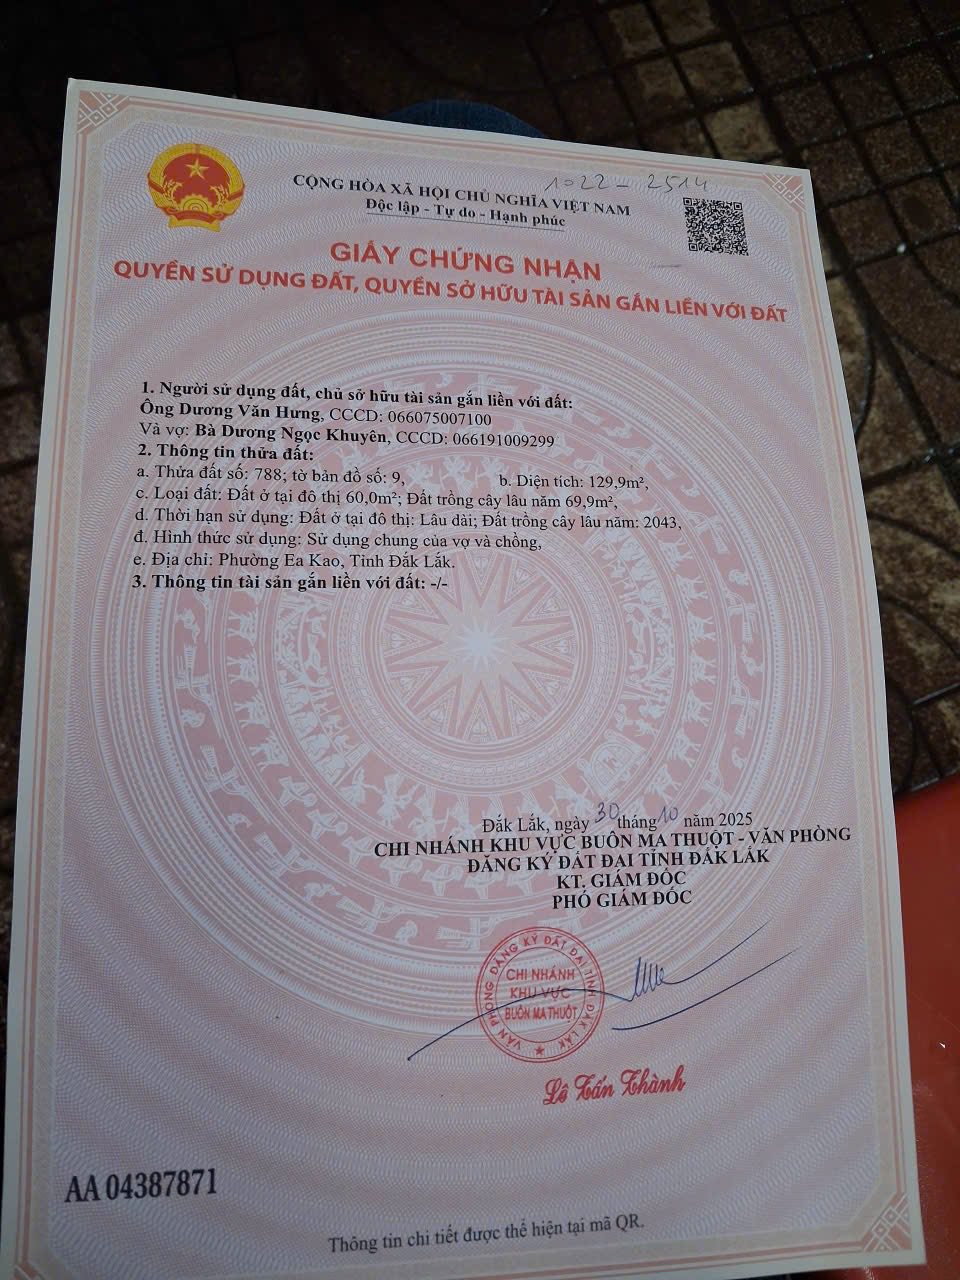 1022 - 2514
CỘNG HÒA XÃ HỘI CHỦ NGHĨA VIỆT NAM
Độc lập - Tự do - Hạnh phúc
GIẤY CHỨNG NHẬN
QUYỀN SỬ DỤNG ĐẤT, QUYỀN SỞ HỮU TÀI SẢN GẮN LIỀN VỚI ĐẤT
1. Người sử dụng đất, chủ sở hữu tài sản gắn liền với đất:
Ông Dương Văn Hưng, CCCD: 066075007100
Và vợ: Bà Dương Ngọc Khuyên, CCCD: 066191009299
2. Thông tin thửa đất:
a. Thửa đất số: 788; tờ bản đồ số: 9, b. Diện tích: 129,9m²,
c. Loại đất: Đất ở tại đô thị 60,0m²; Đất trồng cây lâu năm 69,9m²,
d. Thời hạn sử dụng: Đất ở tại đô thị: Lâu dài; Đất trồng cây lâu năm: 2043,
đ. Hình thức sử dụng: Sử dụng chung của vợ và chồng,
e. Địa chỉ: Phường Ea Kao, Tỉnh Đắk Lắk.
3. Thông tin tài sản gắn liền với đất: -/-
Đắk Lắk, ngày 30 tháng 10 năm 2025
CHI NHÁNH KHU VỰC BUÔN MA THUỘT - VĂN PHÒNG
ĐĂNG KÝ ĐẤT ĐAI TỈNH ĐẮK LẮK
KT. GIÁM ĐỐC
PHÓ GIÁM ĐỐC
VĂN PHÒNG ĐĂNG KÝ ĐẤT ĐAI TỈNH ĐẮK LẮK
CHI NHÁNH
KHU VỰC
BUÔN MA THUỘT
Lê Tấn Thành
AA 04387871
Thông tin chi tiết được thể hiện tại mã QR.